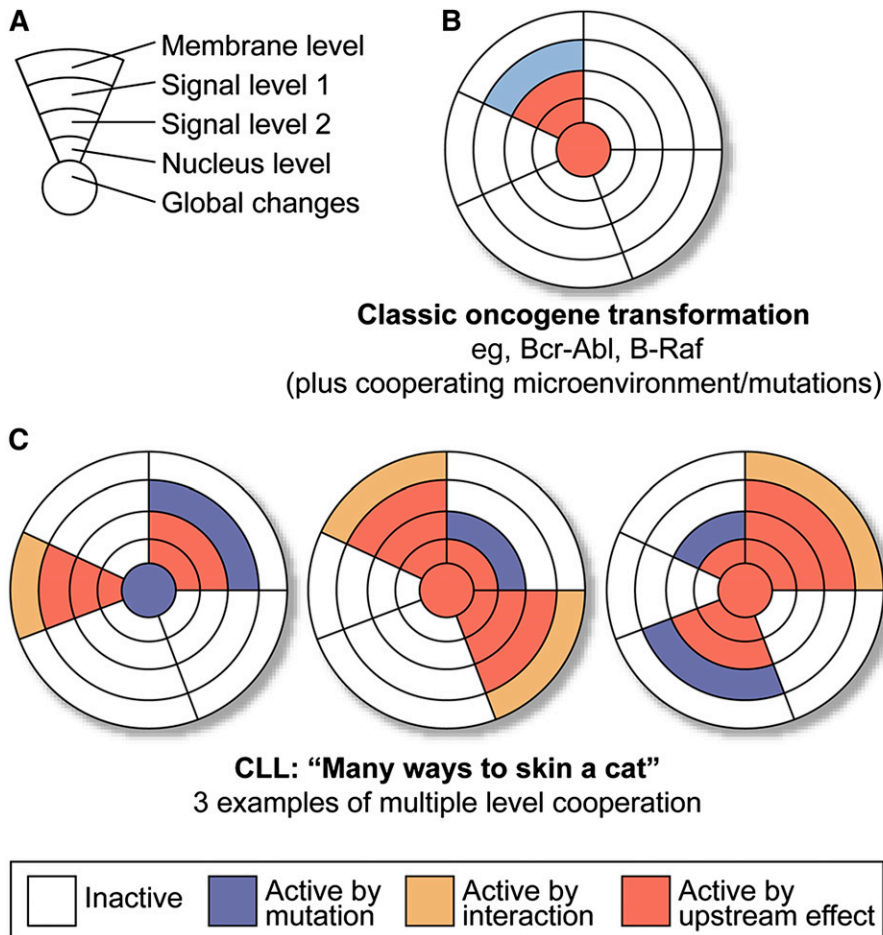 A
Membrane level
Signal level 1
Signal level 2
Nucleus level
Global changes
B
Classic oncogene transformation
eg, Bcr-Abl, B-Raf
(plus cooperating microenvironment/mutations)
C
CLL: “Many ways to skin a cat”
3 examples of multiple level cooperation
Inactive
Active by
mutation
Active by
interaction
Active by
upstream effect